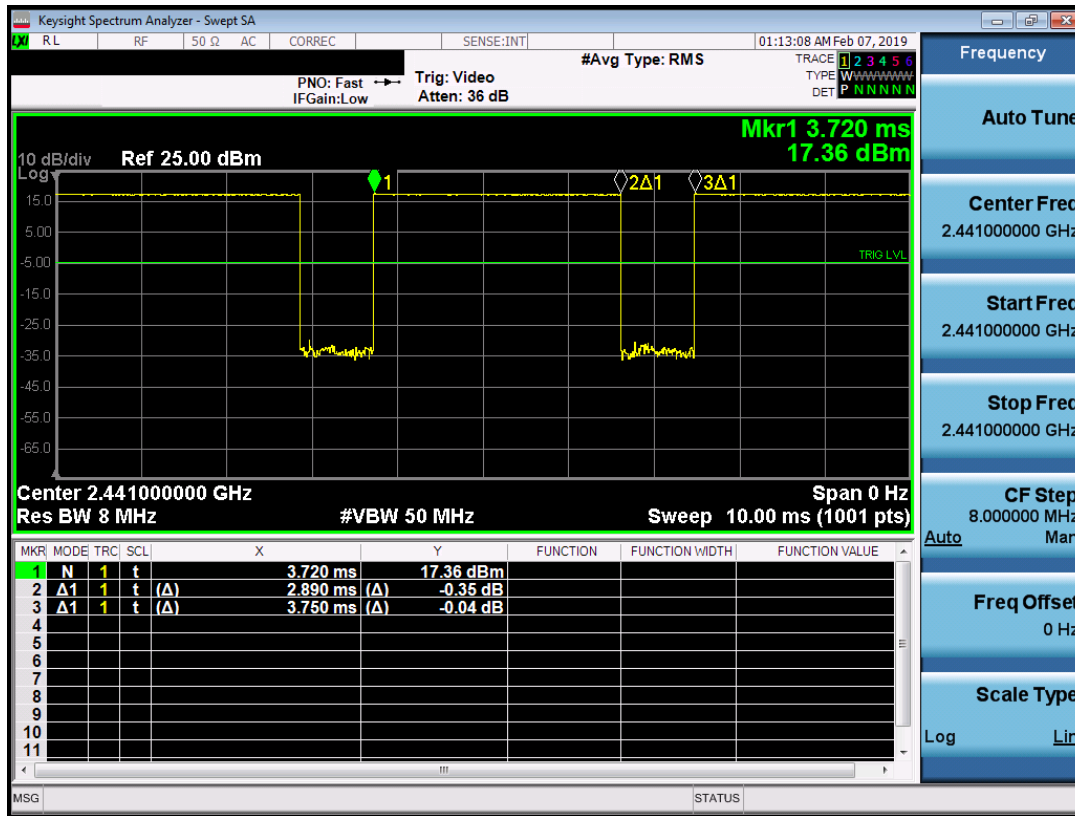 Keysight Spectrum Analyzer - Swept SA
LXI RL RF 50 Ω AC CORREC SENSE:INT 01:13:08 AM Feb 07, 2019
PNO: Fast
IFGain:Low
Trig: Video
Atten: 36 dB
#Avg Type: RMS
TRACE 1 2 3 4 5 6
TYPE WWWWWW
DET P N N N N N
Mkr1 3.720 ms
17.36 dBm
10 dB/div Ref 25.00 dBm
Log
1 2Δ1 3Δ1
15.0
5.00
TRIG LVL
-5.00
-15.0
-25.0
-35.0
-45.0
-55.0
-65.0
Center 2.441000000 GHz Span 0 Hz
Res BW 8 MHz #VBW 50 MHz Sweep 10.00 ms (1001 pts)
MKR MODE TRC SCL X Y FUNCTION FUNCTION WIDTH FUNCTION VALUE
1 N 1 t 3.720 ms 17.36 dBm
2 Δ1 1 t (Δ) 2.890 ms (Δ) -0.35 dB
3 Δ1 1 t (Δ) 3.750 ms (Δ) -0.04 dB
4
5
6
7
8
9
10
11
MSG STATUS
Frequency
Auto Tune
Center Freq
2.441000000 GHz
Start Freq
2.441000000 GHz
Stop Freq
2.441000000 GHz
CF Step
8.000000 MHz
Auto Man
Freq Offset
0 Hz
Scale Type
Log Lin